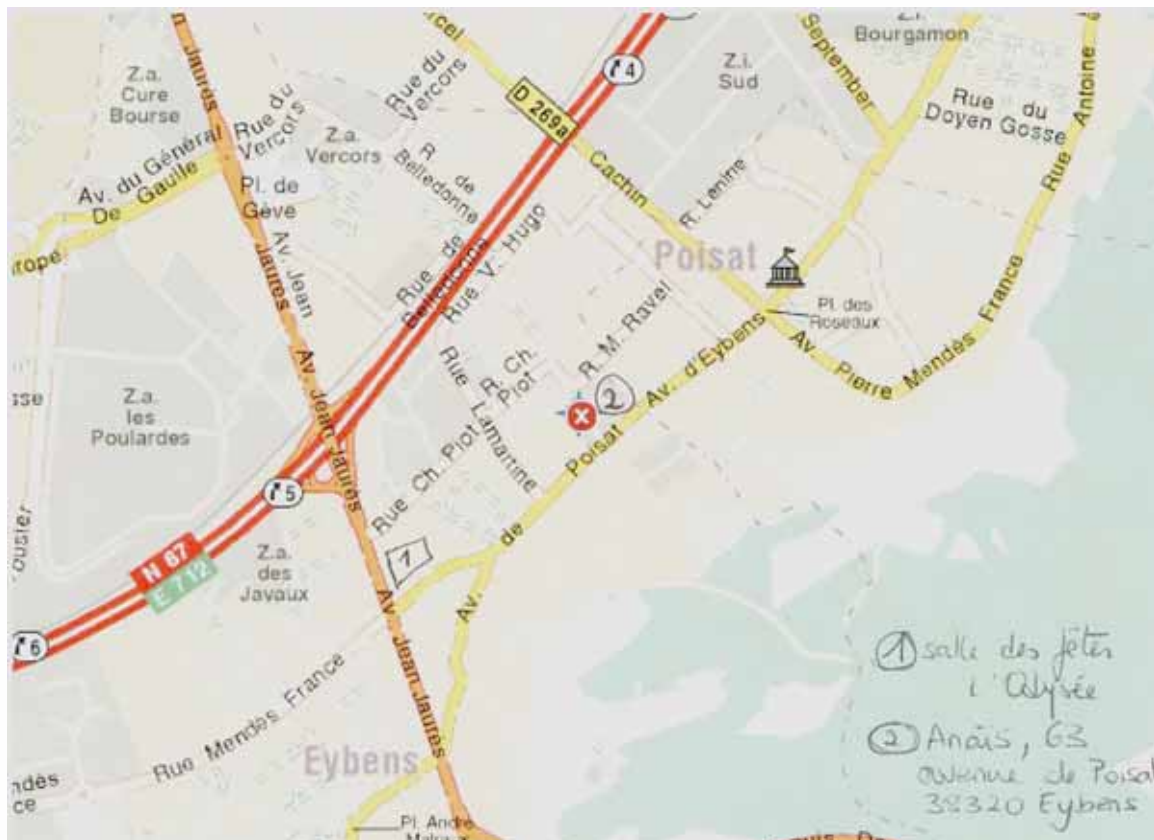 Z.a.
Cure
Bourse
Jaurès
Rue du
Vercors
Av. du Général
De Gaulle
Pl. de
Gève
Z.a.
Vercors
Rue du
Vercors
R. de
Belledonne
D 269a
4
Z.i.
Sud
September
Bourgamon
Rue du
Doyen Gosse
Rue Antoine
Cachin
R. Lenine
Poisat
Pl. des
Roseaux
Av. Pierre Mendès France
Av. Jean
Jaurès
Rue de
Belledonne
Rue V. Hugo
R. M. Ravel
R. Ch.
Piot
Rue Lamartine
2
Av. d'Eybens
Av. de Poisat
Z.a.
les
Poulardes
Av. Jean Jaurès
Rue Ch. Piot
5
1
N 87
E 712
Z.a.
des
Javaux
6
Av. Jean Jaurès
Rue Mendès France
Eybens
Pl. André
1 salle des fêtes
l'Odyssée
2 Anaïs, 63
avenue de Poisat
38320 Eybens